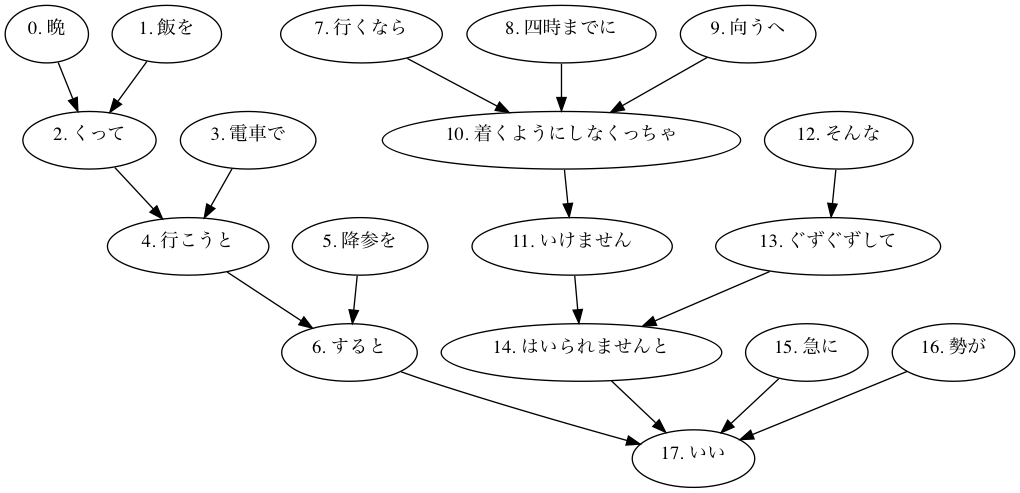 0. 晩
1. 飯を
7. 行くなら
8. 四時までに
9. 向うへ
2. くって
3. 電車で
10. 着くようにしなくっちゃ
12. そんな
4. 行こうと
5. 降参を
11. いけません
13. ぐずぐずして
6. すると
14. はいられませんと
15. 急に
16. 勢が
17. いい